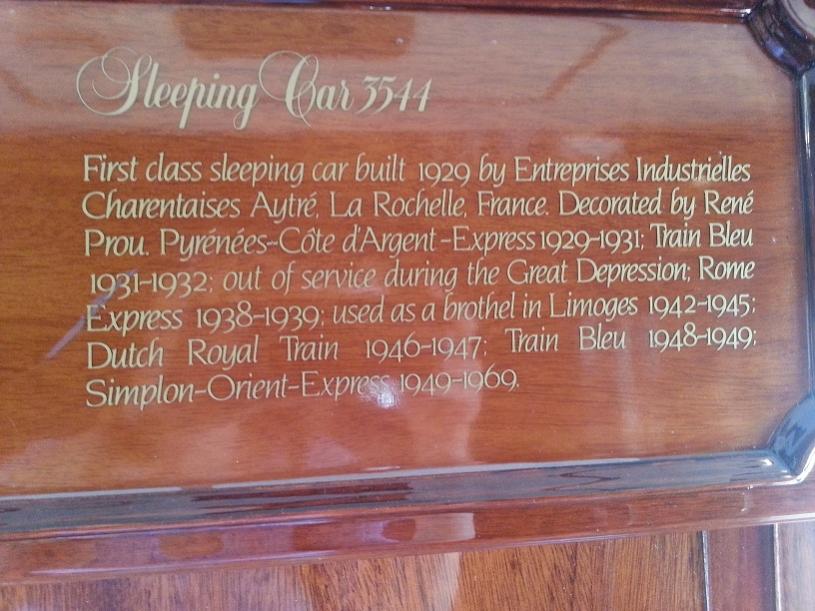 Sleeping Car 3544
First class sleeping car built 1929 by Entreprises Industrielles
Charentaises Aytré, La Rochelle, France. Decorated by René
Prou. Pyrénées-Côte d'Argent-Express 1929-1931; Train Bleu
1931-1932; out of service during the Great Depression; Rome
Express 1938-1939; used as a brothel in Limoges 1942-1945;
Dutch Royal Train 1946-1947; Train Bleu 1948-1949;
Simplon-Orient-Express 1949-1969.